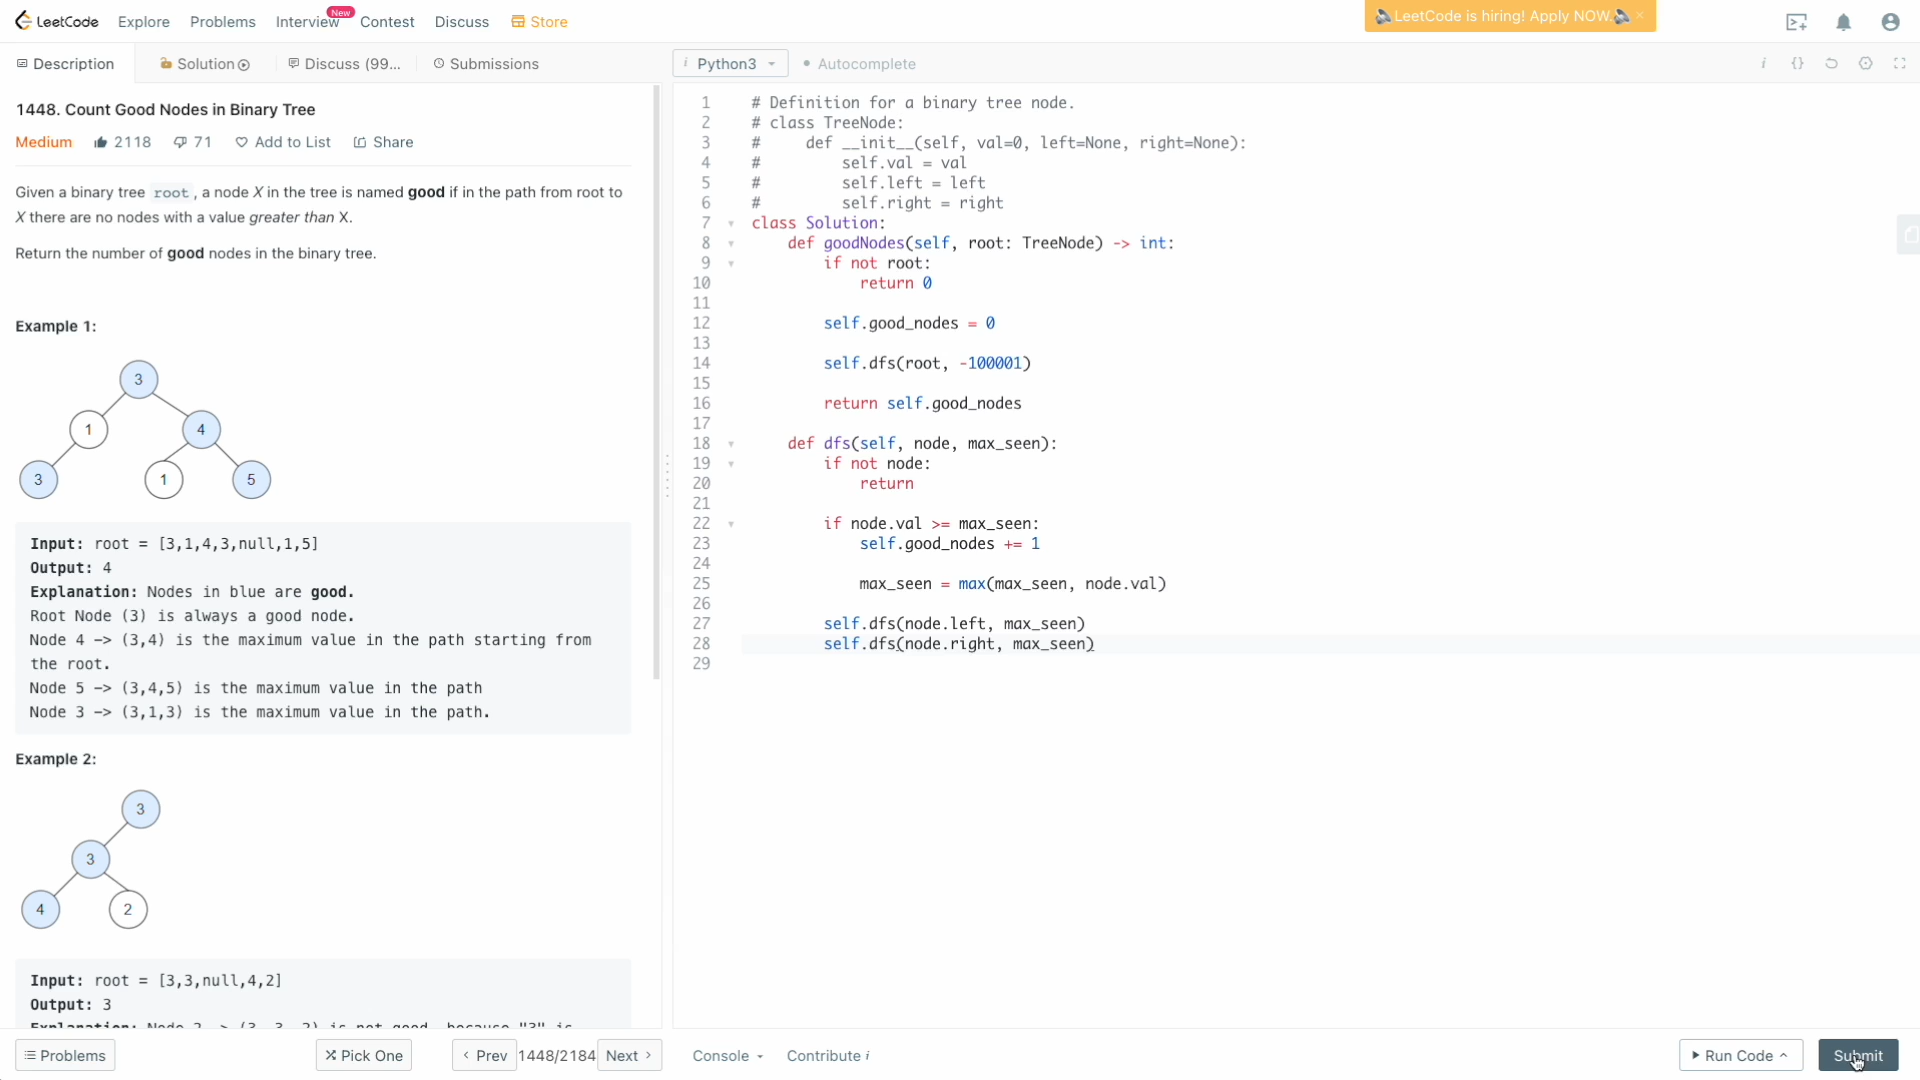 LeetCode Explore Problems Interview New Contest Discuss Store LeetCode is hiring! Apply NOW.
Description Solution Discuss (99... Submissions
i Python3 Autocomplete i {}
1448. Count Good Nodes in Binary Tree
Medium 2118 71 Add to List Share
Given a binary tree root, a node X in the tree is named good if in the path from root to
X there are no nodes with a value greater than X.
Return the number of good nodes in the binary tree.
Example 1:
3
1 4
3 1 5
Input: root = [3,1,4,3,null,1,5]
Output: 4
Explanation: Nodes in blue are good.
Root Node (3) is always a good node.
Node 4 -> (3,4) is the maximum value in the path starting from
the root.
Node 5 -> (3,4,5) is the maximum value in the path
Node 3 -> (3,1,3) is the maximum value in the path.
Example 2:
3
3
4 2
Input: root = [3,3,null,4,2]
Output: 3
Explanation: Node 2 -> (3, 3, 2) is not good, because "3" is
1 # Definition for a binary tree node.
2 # class TreeNode:
3 #     def __init__(self, val=0, left=None, right=None):
4 #         self.val = val
5 #         self.left = left
6 #         self.right = right
7 class Solution:
8     def goodNodes(self, root: TreeNode) -> int:
9         if not root:
10             return 0
11
12         self.good_nodes = 0
13
14         self.dfs(root, -100001)
15
16         return self.good_nodes
17
18     def dfs(self, node, max_seen):
19         if not node:
20             return
21
22         if node.val >= max_seen:
23             self.good_nodes += 1
24
25             max_seen = max(max_seen, node.val)
26
27         self.dfs(node.left, max_seen)
28         self.dfs(node.right, max_seen)
29
Problems Pick One Prev 1448/2184 Next Console Contribute i Run Code Submit